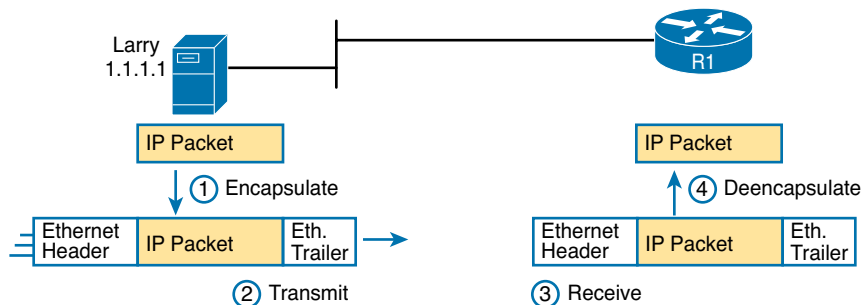 Larry
1.1.1.1
R1
IP Packet
IP Packet
1 Encapsulate
4 Deencapsulate
Ethernet
Header
IP Packet
Eth.
Trailer
Ethernet
Header
IP Packet
Eth.
Trailer
2 Transmit
3 Receive